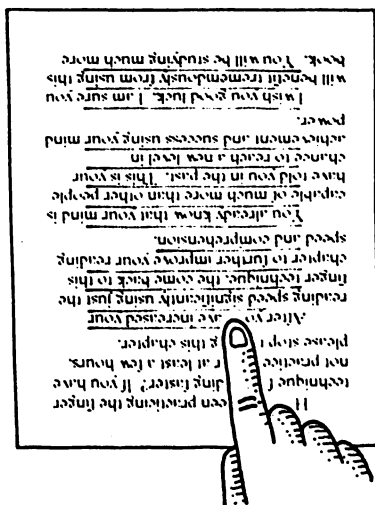 practicing the finger
technique faster? If you have
not practice at least a few hours,
please stop this chapter.
After increased your
reading speed significantly using just the
finger technique, the come back to this
chapter to further improve your reading
speed and comprehension.
You already know that your mind is
capable of much more than other people
have told you in the past. This is your
chance to reach a new level in
achievement and success using your mind
power.
I wish you good luck. I am sure you
will benefit tremendously from using this
book. You will be studying much more